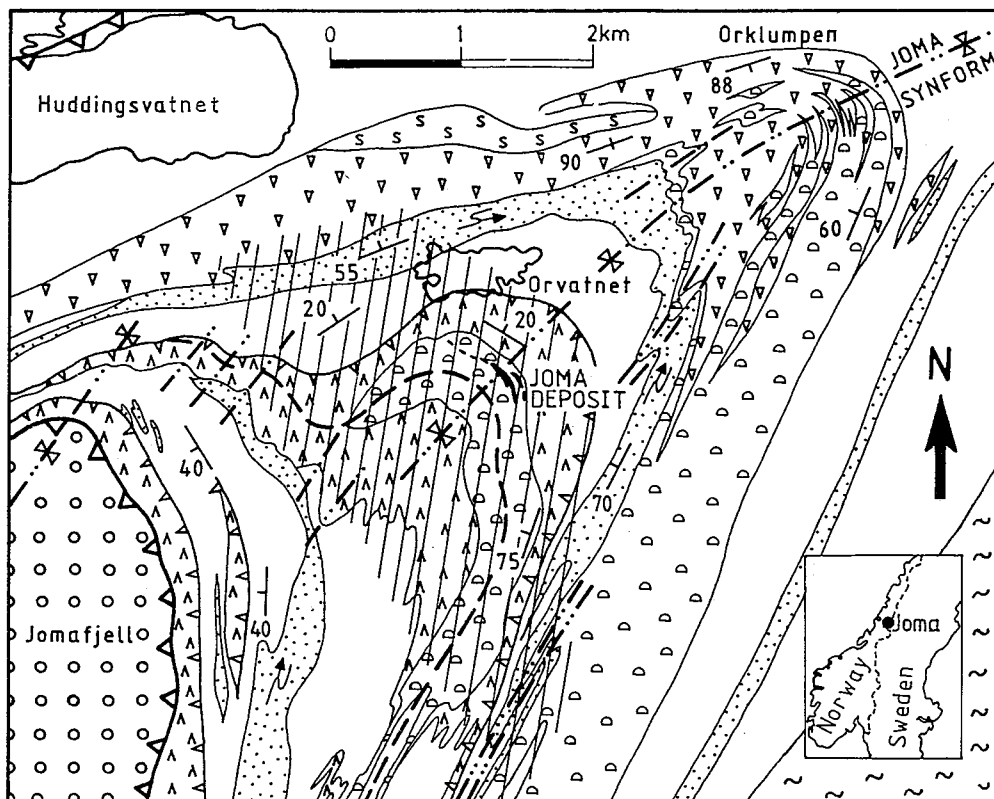 0 1 2km
Orklumpen
JOMA
SYNFORM
Huddingsvatnet
88
S S S S S
90
60
55
Orvatnet
20
20
JOMA
DEPOSIT
N
40
70
75
40
Jomafjell
Joma
Norway
Sweden